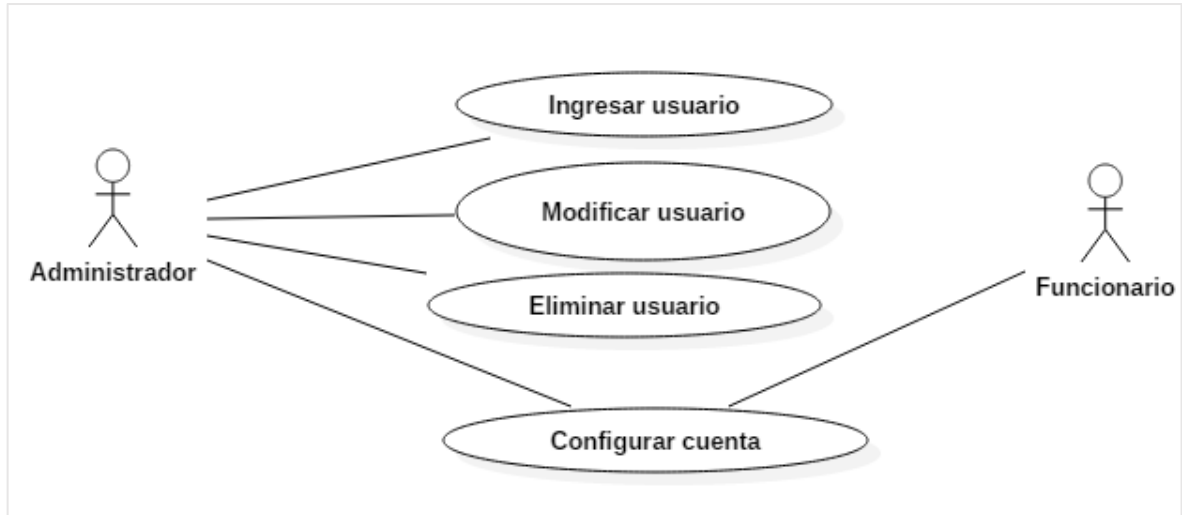 Ingresar usuario
Modificar usuario
Administrador
Funcionario
Eliminar usuario
Configurar cuenta